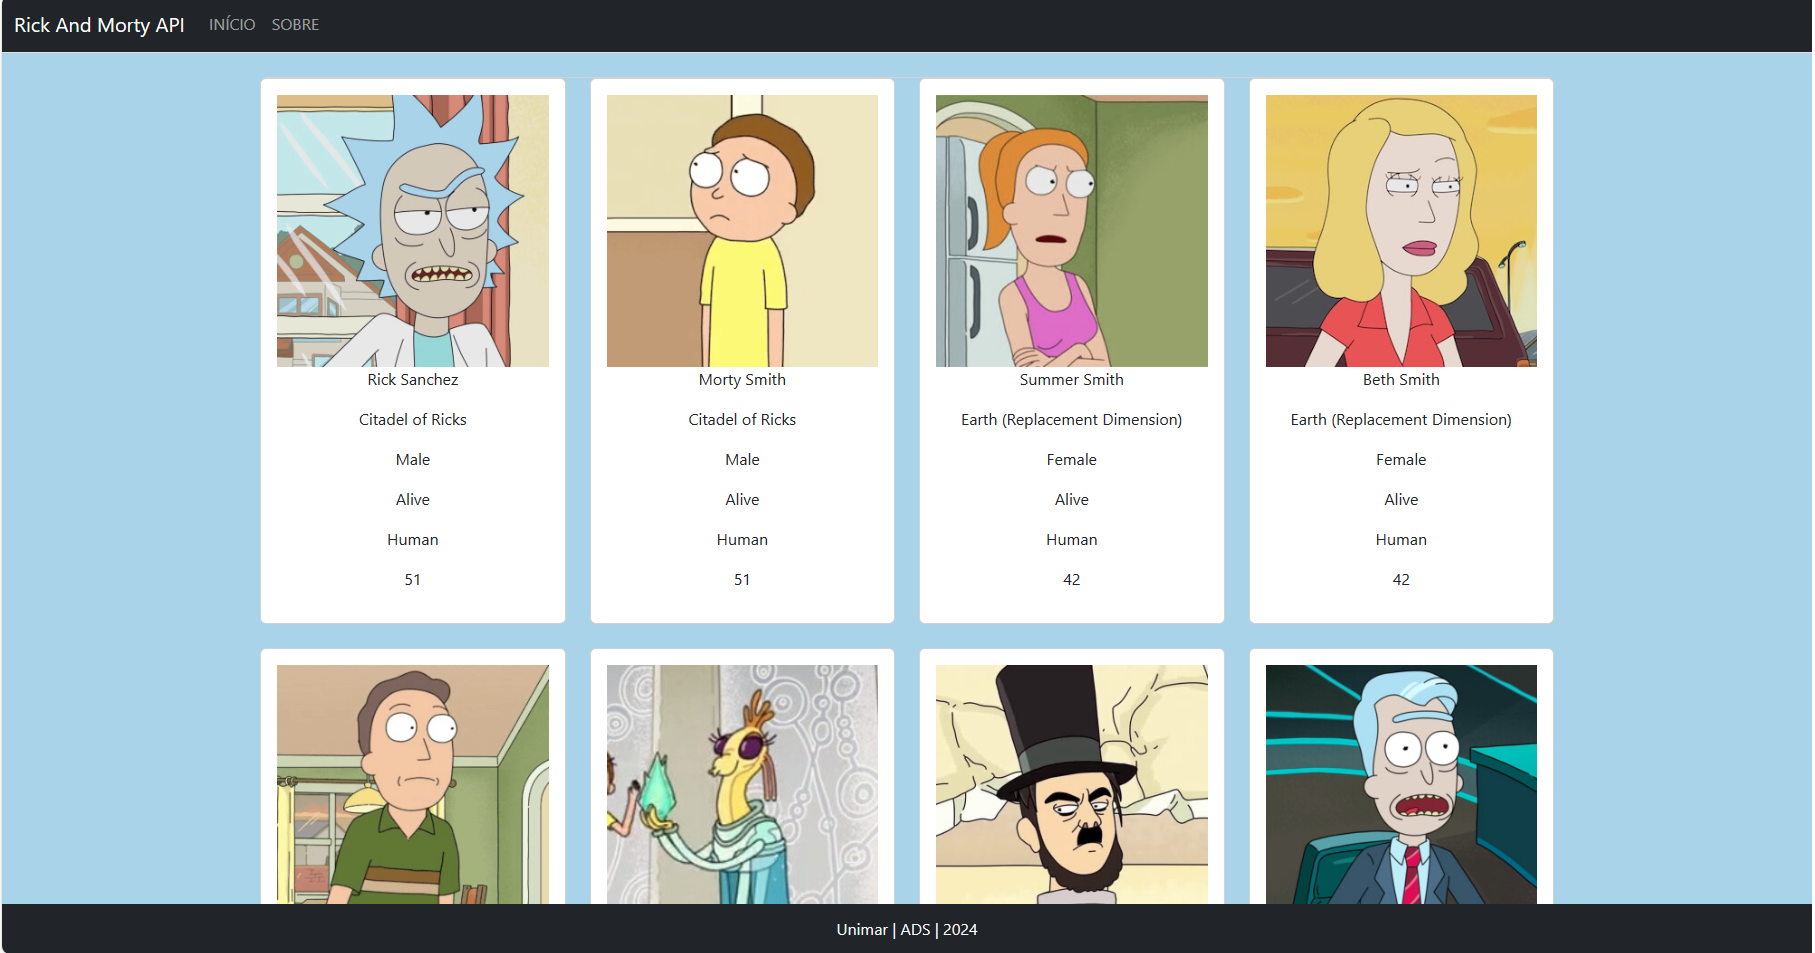 Rick And Morty API INÍCIO SOBRE
Rick Sanchez
Citadel of Ricks
Male
Alive
Human
51
Morty Smith
Citadel of Ricks
Male
Alive
Human
51
Summer Smith
Earth (Replacement Dimension)
Female
Alive
Human
42
Beth Smith
Earth (Replacement Dimension)
Female
Alive
Human
42
Unimar | ADS | 2024